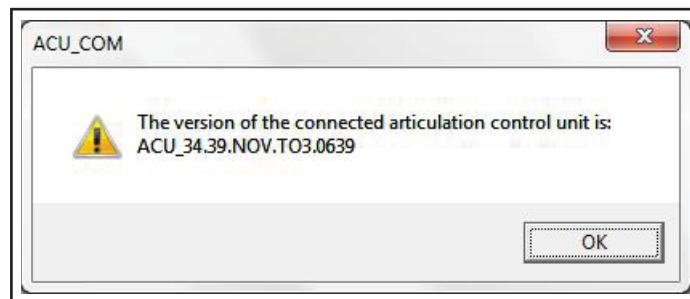 ACU_COM
The version of the connected articulation control unit is:
ACU_34.39.NOV.TO3.0639
OK